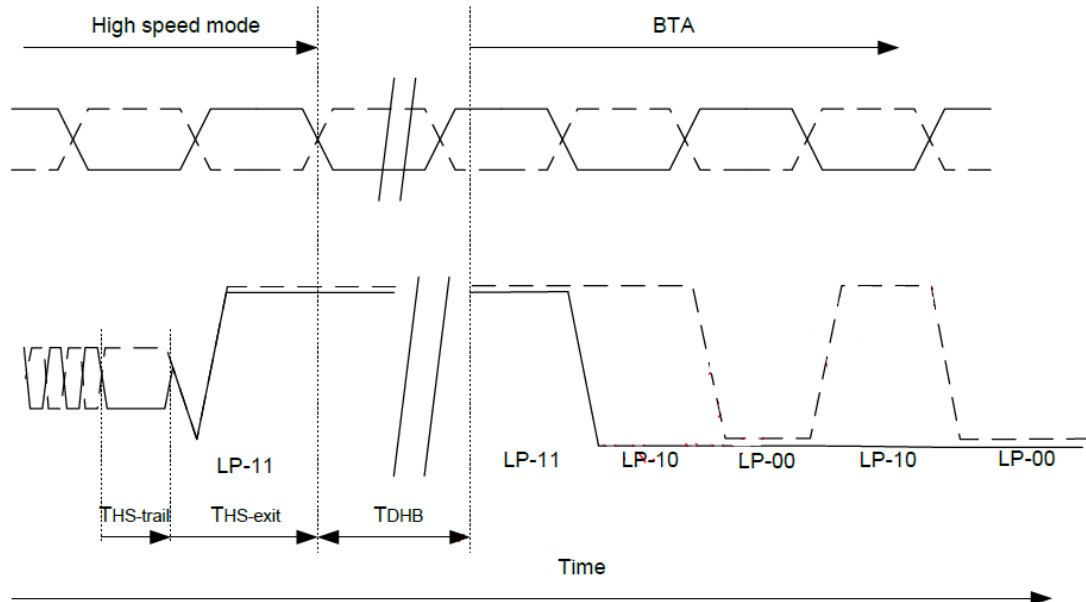 High speed mode
BTA
LP-11
LP-11
LP-10
LP-00
LP-10
LP-00
THS-trail
THS-exit
TDHB
Time